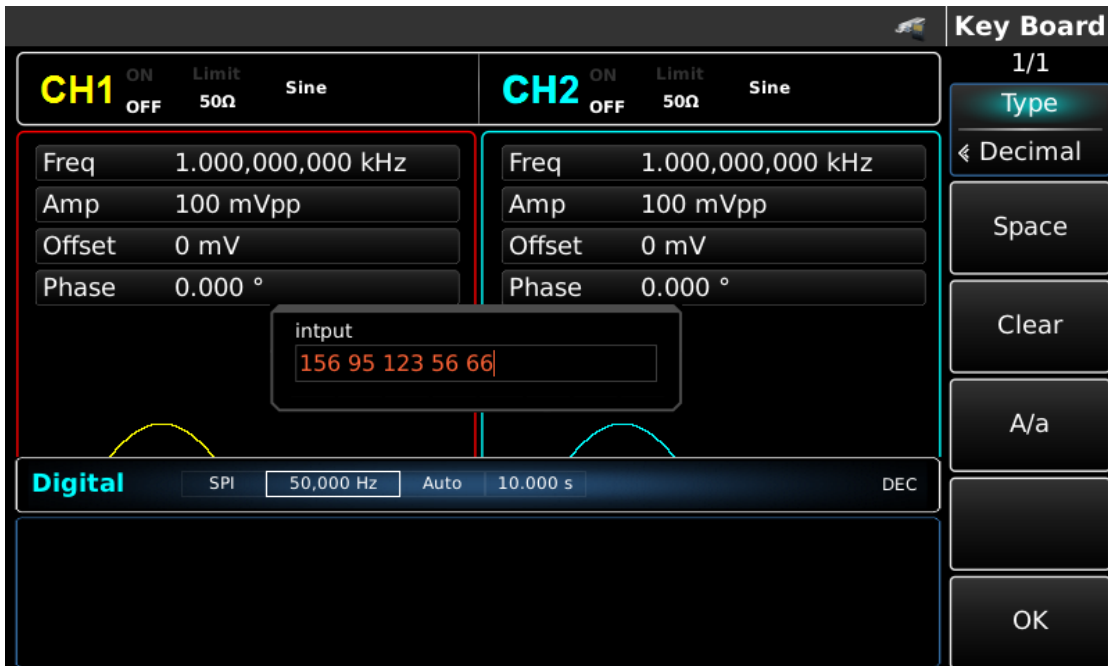 Key Board
1/1
CH1 ON OFF Limit 50Ω Sine
CH2 ON OFF Limit 50Ω Sine
Type
« Decimal
Freq 1.000,000,000 kHz
Amp 100 mVpp
Offset 0 mV
Phase 0.000 °
Freq 1.000,000,000 kHz
Amp 100 mVpp
Offset 0 mV
Phase 0.000 °
Space
intput
156 95 123 56 66
Clear
A/a
Digital SPI 50,000 Hz Auto 10.000 s DEC
OK